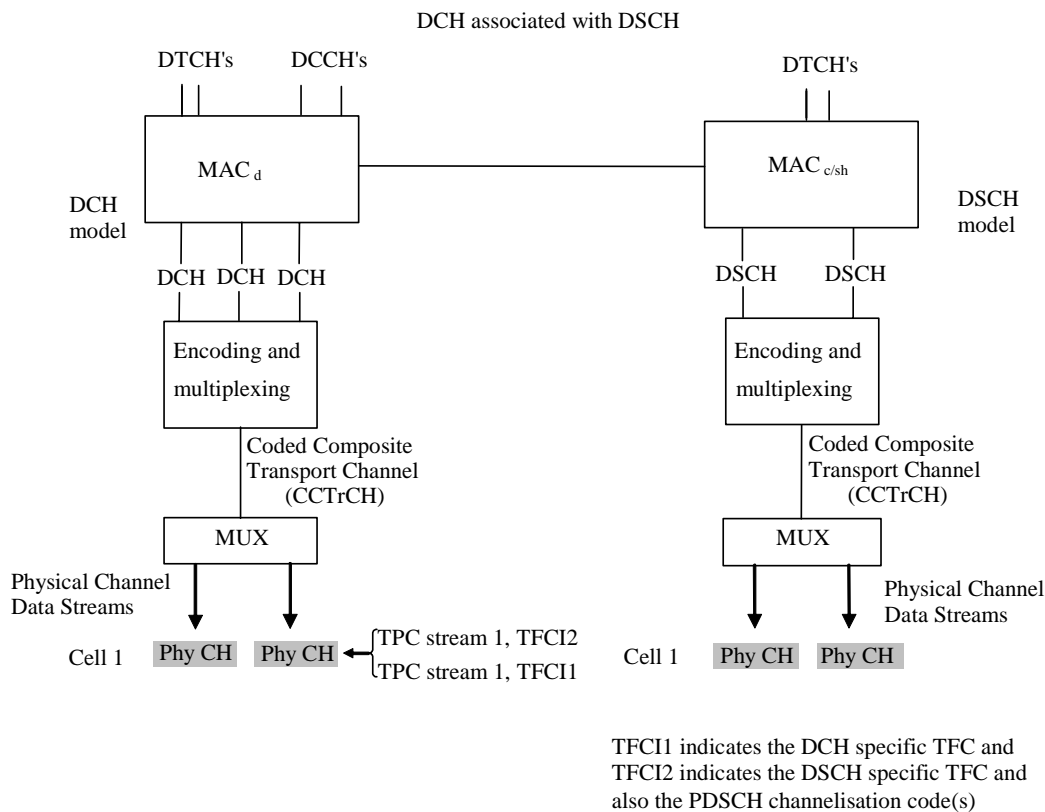 DCH associated with DSCH
DTCH's
DCCH's
DTCH's
MAC d
MAC c/sh
DCH
model
DSCH
model
DCH
DCH
DCH
DSCH
DSCH
Encoding and
multiplexing
Encoding and
multiplexing
Coded Composite
Transport Channel
(CCTrCH)
Coded Composite
Transport Channel
(CCTrCH)
MUX
MUX
Physical Channel
Data Streams
Physical Channel
Data Streams
Cell 1
Phy CH
Phy CH
TPC stream 1, TFCI2
TPC stream 1, TFCI1
Cell 1
Phy CH
Phy CH
TFCI1 indicates the DCH specific TFC and
TFCI2 indicates the DSCH specific TFC and
also the PDSCH channelisation code(s)